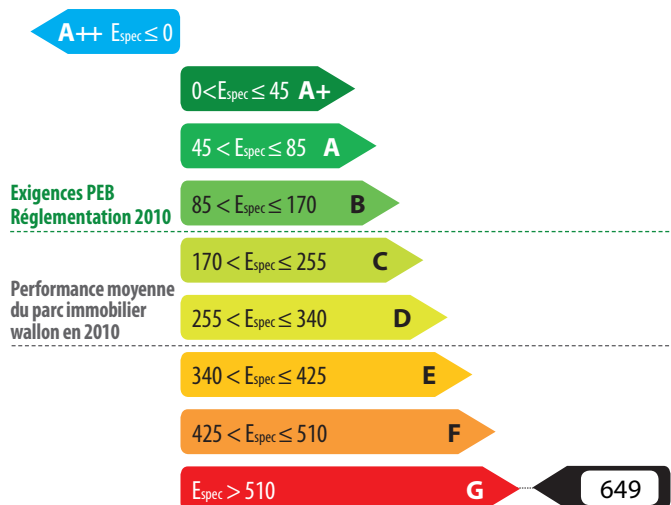 A++ Espec ≤ 0
0<Espec ≤ 45 A+
45 < Espec ≤ 85 A
Exigences PEB
Réglementation 2010
85 < Espec ≤ 170 B
170 < Espec ≤ 255 C
Performance moyenne
du parc immobilier
wallon en 2010
255 < Espec ≤ 340 D
340 < Espec ≤ 425 E
425 < Espec ≤ 510 F
Espec > 510 G 649